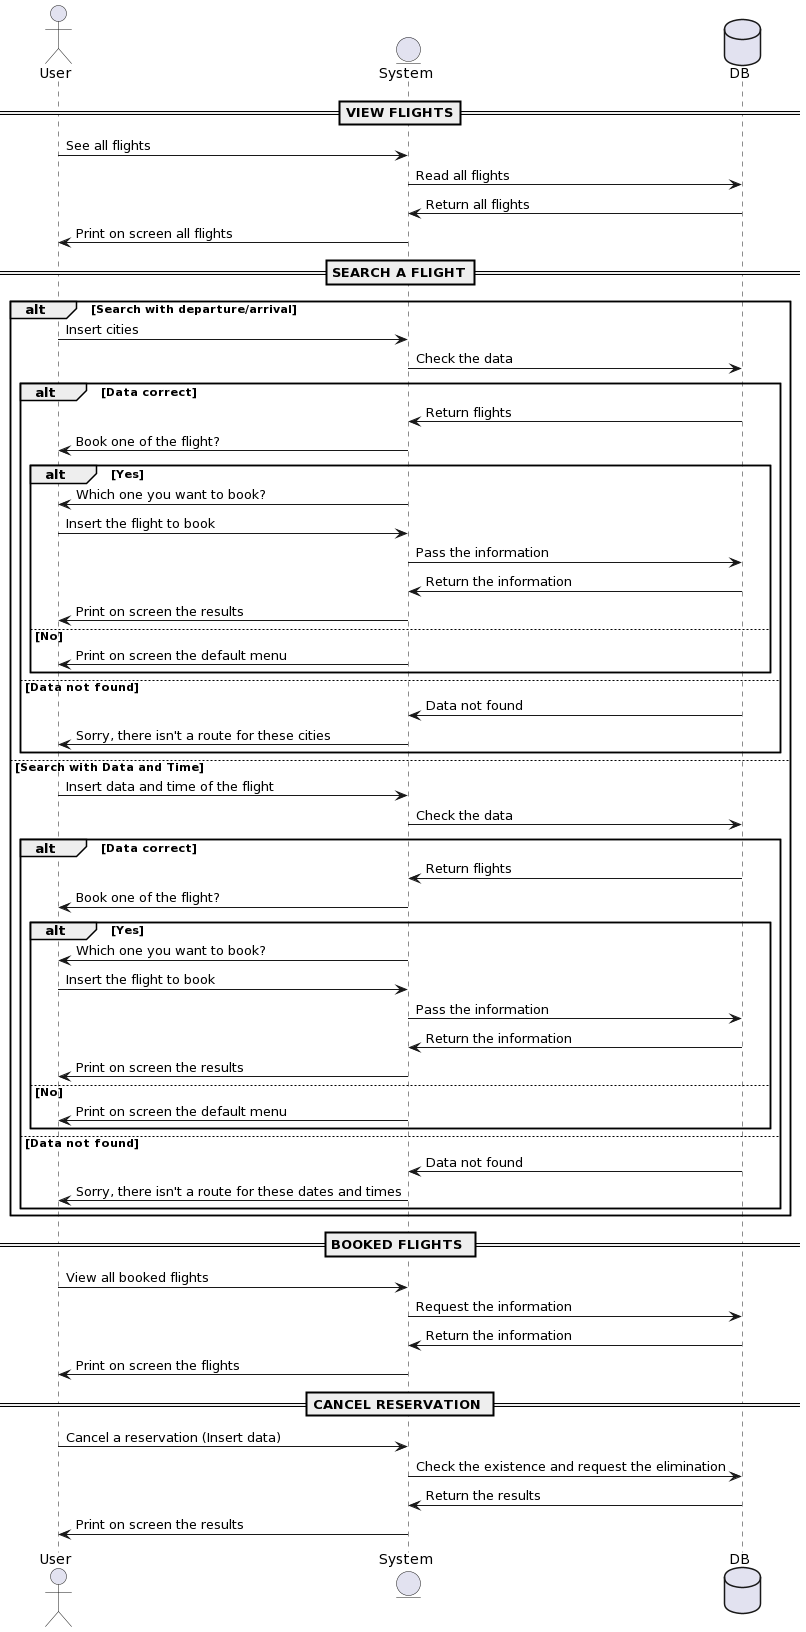 User
System
DB
VIEW FLIGHTS
See all flights
Read all flights
Return all flights
Print on screen all flights
SEARCH A FLIGHT
alt [Search with departure/arrival]
Insert cities
Check the data
alt [Data correct]
Return flights
Book one of the flight?
alt [Yes]
Which one you want to book?
Insert the flight to book
Pass the information
Return the information
Print on screen the results
[No]
Print on screen the default menu
[Data not found]
Data not found
Sorry, there isn't a route for these cities
[Search with Data and Time]
Insert data and time of the flight
Check the data
alt [Data correct]
Return flights
Book one of the flight?
alt [Yes]
Which one you want to book?
Insert the flight to book
Pass the information
Return the information
Print on screen the results
[No]
Print on screen the default menu
[Data not found]
Data not found
Sorry, there isn't a route for these dates and times
BOOKED FLIGHTS
View all booked flights
Request the information
Return the information
Print on screen the flights
CANCEL RESERVATION
Cancel a reservation (Insert data)
Check the existence and request the elimination
Return the results
Print on screen the results
User
System
DB